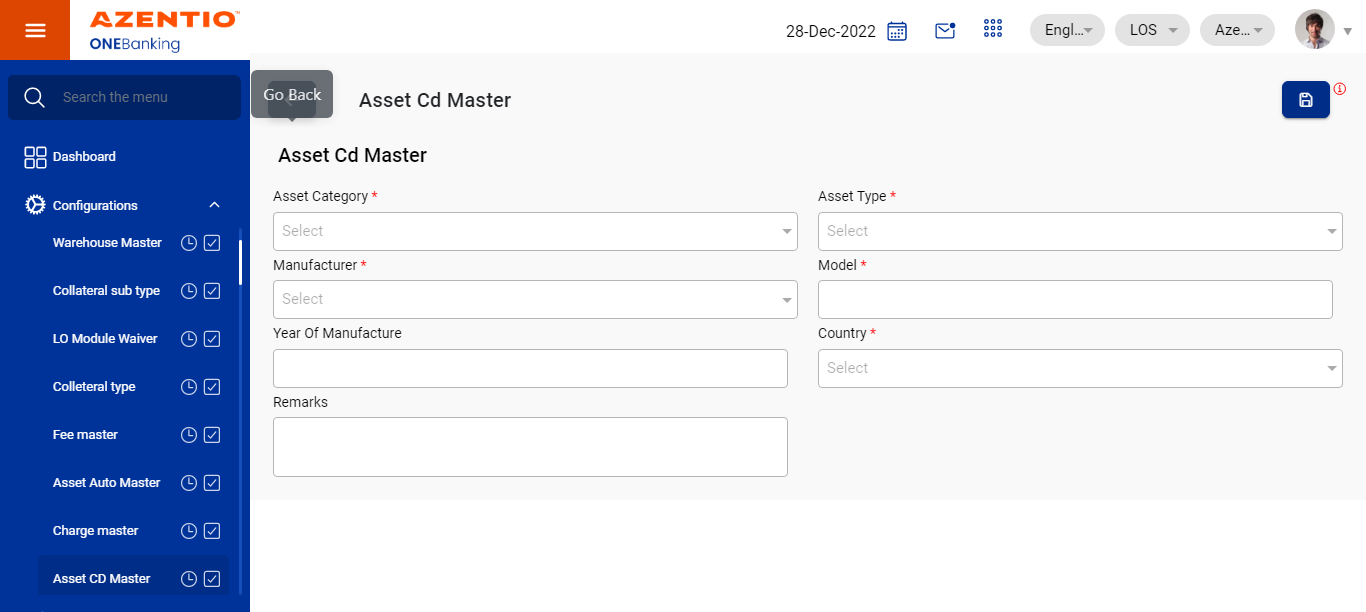 AZENTIO™
ONEBanking
28-Dec-2022
Engl...
LOS
Aze...
Search the menu
Dashboard
Configurations
Warehouse Master
Collateral sub type
LO Module Waiver
Colleteral type
Fee master
Asset Auto Master
Charge master
Asset CD Master
Go Back
Asset Cd Master
Asset Cd Master
Asset Category *
Asset Type *
Select
Select
Manufacturer *
Model *
Select
Year Of Manufacture
Country *
Select
Remarks